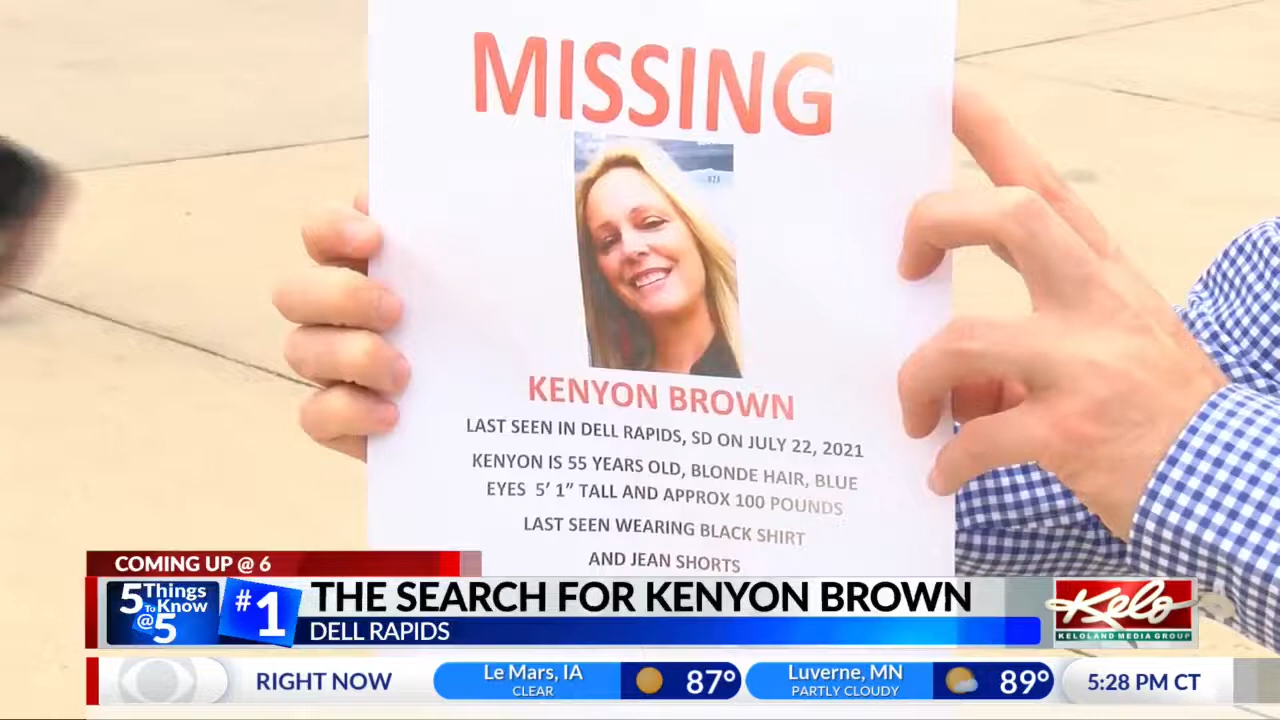 MISSING
823
KENYON BROWN
LAST SEEN IN DELL RAPIDS, SD ON JULY 22, 2021
KENYON IS 55 YEARS OLD, BLONDE HAIR, BLUE
EYES 5' 1" TALL AND APPROX 100 POUNDS
LAST SEEN WEARING BLACK SHIRT
AND JEAN SHORTS
COMING UP @ 6
5 Things To Know @ 5
#1
THE SEARCH FOR KENYON BROWN
DELL RAPIDS
Kelo
KELOLAND MEDIA GROUP
RIGHT NOW
Le Mars, IA
CLEAR
87°
Luverne, MN
PARTLY CLOUDY
89°
5:28 PM CT